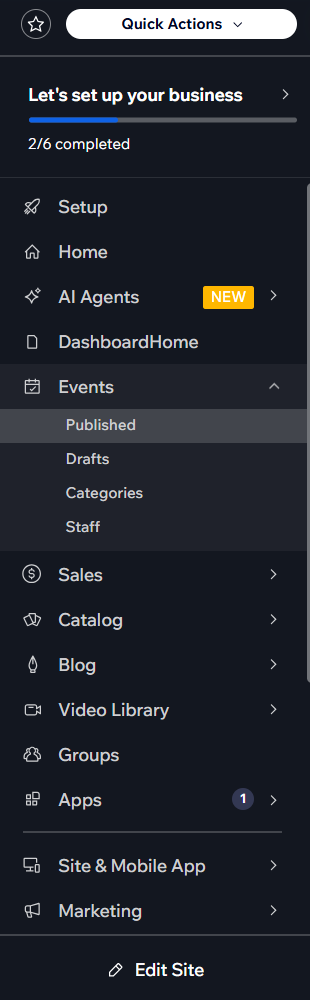 Quick Actions
Let's set up your business
2/6 completed
Setup
Home
AI Agents NEW
DashboardHome
Events
Published
Drafts
Categories
Staff
Sales
Catalog
Blog
Video Library
Groups
Apps 1
Site & Mobile App
Marketing
Edit Site